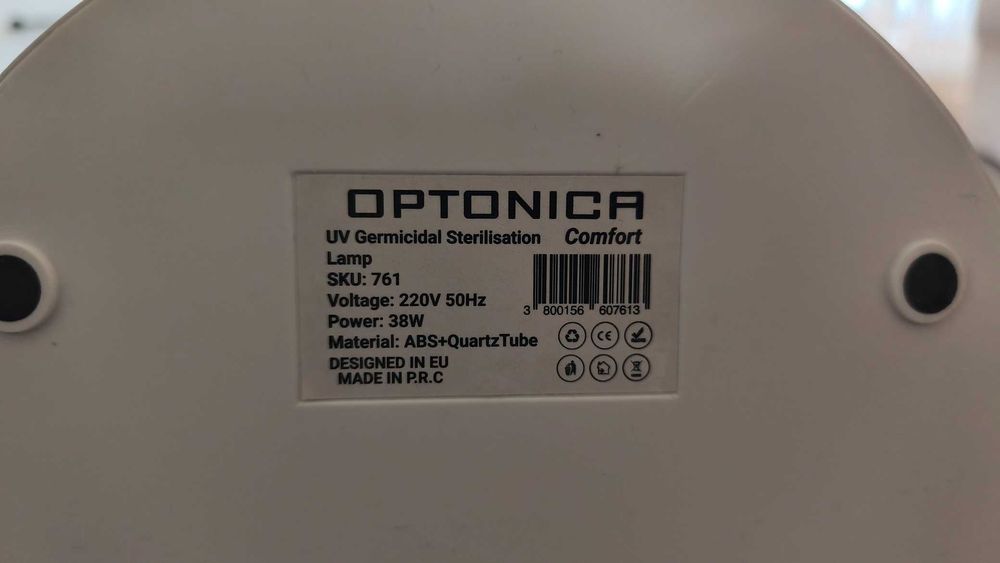 OPTONICA
UV Germicidal Sterilisation Comfort
Lamp
SKU: 761
Voltage: 220V 50Hz
Power: 38W
Material: ABS+QuartzTube
DESIGNED IN EU
MADE IN P.R.C
3 800156 607613
CE